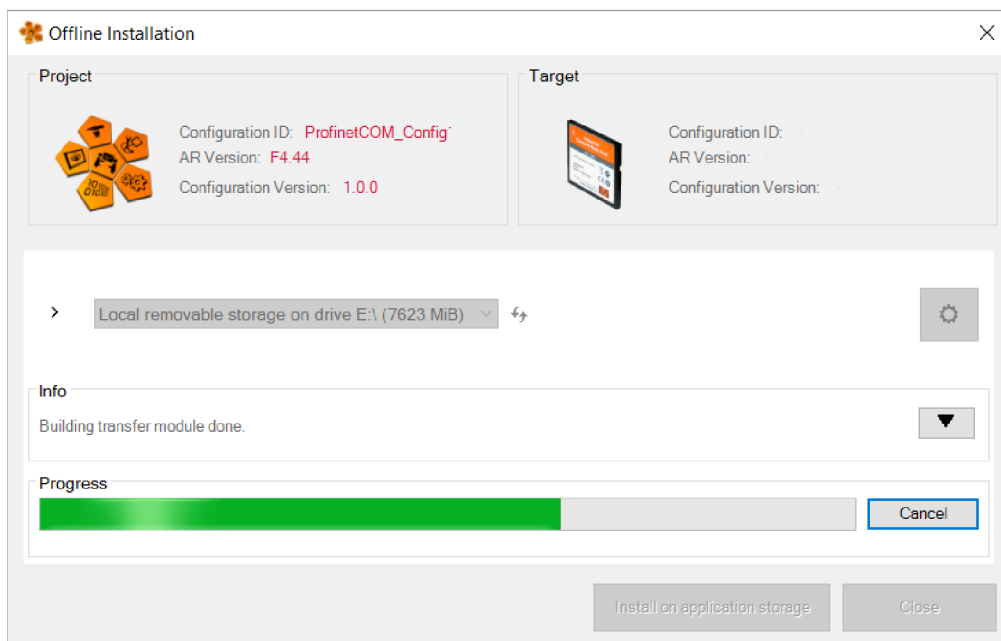 Offline Installation
Project
Configuration ID: ProfinetCOM_Config
AR Version: F4.44
Configuration Version: 1.0.0
Target
Configuration ID: -
AR Version: -
Configuration Version: -
Local removable storage on drive E:\ (7623 MiB)
Info
Building transfer module done.
Progress
Cancel
Install on application storage
Close